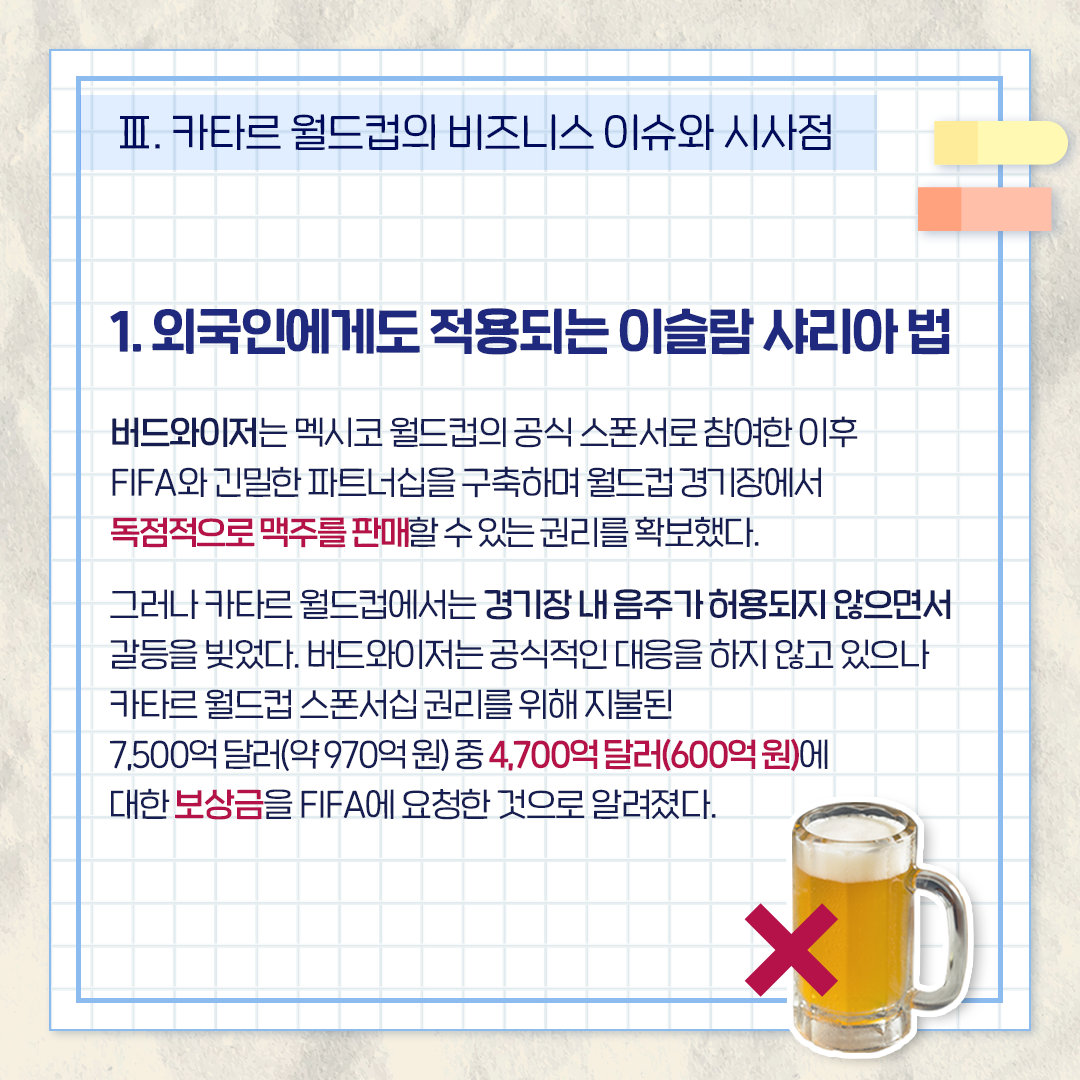 Ⅲ. 카타르 월드컵의 비즈니스 이슈와 시사점
1. 외국인에게도 적용되는 이슬람 샤리아 법
버드와이저는 멕시코 월드컵의 공식 스폰서로 참여한 이후
FIFA와 긴밀한 파트너십을 구축하며 월드컵 경기장에서
독점적으로 맥주를 판매할 수 있는 권리를 확보했다.
그러나 카타르 월드컵에서는 경기장 내 음주가 허용되지 않으면서
갈등을 빚었다. 버드와이저는 공식적인 대응을 하지 않고 있으나
카타르 월드컵 스폰서십 권리를 위해 지불된
7,500억 달러(약 970억 원) 중 4,700억 달러(600억 원)에
대한 보상금을 FIFA에 요청한 것으로 알려졌다.